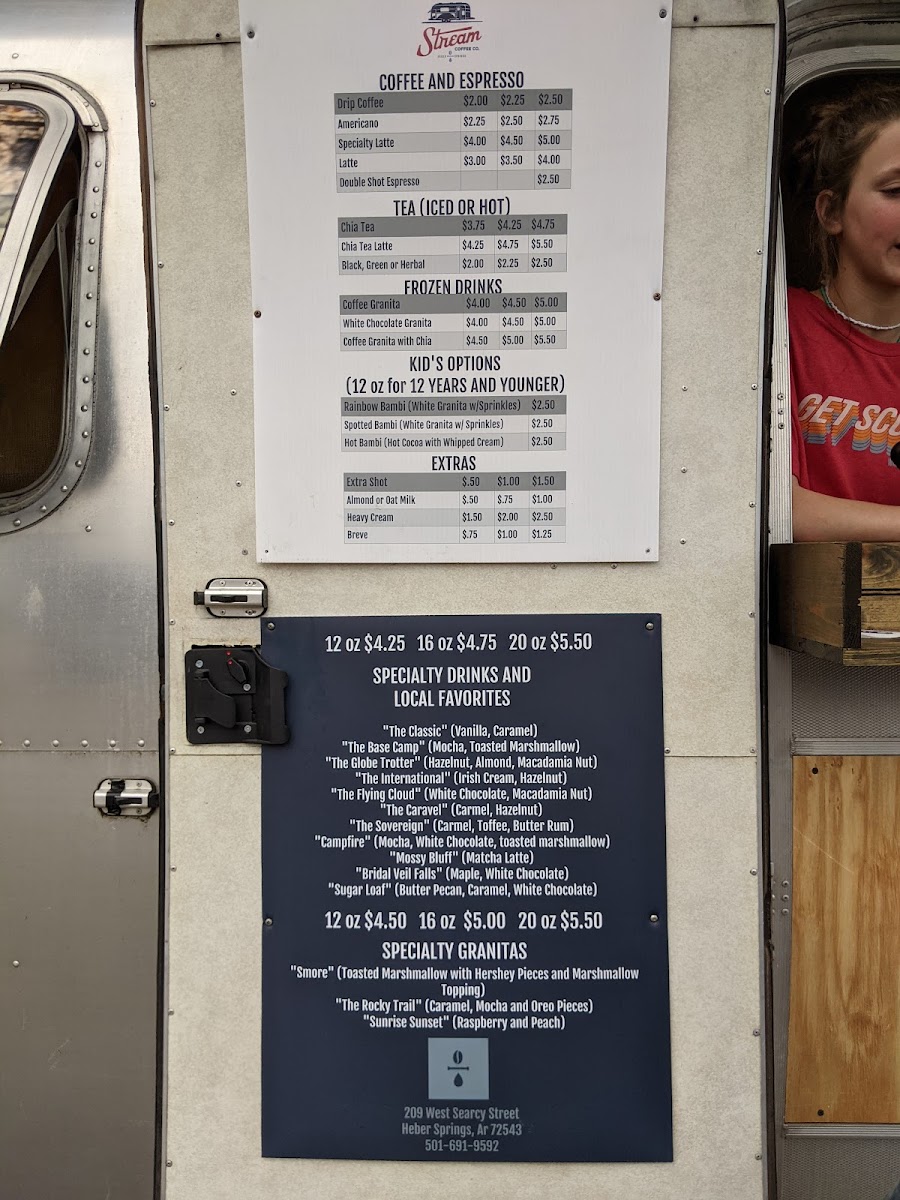 Stream
COFFEE CO.
COFFEE AND ESPRESSO
Drip Coffee $2.00 $2.25 $2.50
Americano $2.25 $2.50 $2.75
Specialty Latte $4.00 $4.50 $5.00
Latte $3.00 $3.50 $4.00
Double Shot Espresso $2.50
TEA (ICED OR HOT)
Chia Tea $3.75 $4.25 $4.75
Chia Tea Latte $4.25 $4.75 $5.50
Black, Green or Herbal $2.00 $2.25 $2.50
FROZEN DRINKS
Coffee Granita $4.00 $4.50 $5.00
White Chocolate Granita $4.00 $4.50 $5.00
Coffee Granita with Chia $4.50 $5.00 $5.50
KID'S OPTIONS
(12 oz for 12 YEARS AND YOUNGER)
Rainbow Bambi (White Granita w/Sprinkles) $2.50
Spotted Bambi (White Granita w/ Sprinkles) $2.50
Hot Bambi (Hot Cocoa with Whipped Cream) $2.50
EXTRAS
Extra Shot $.50 $1.00 $1.50
Almond or Oat Milk $.50 $.75 $1.00
Heavy Cream $1.50 $2.00 $2.50
Breve $.75 $1.00 $1.25
GET SCO
12 oz $4.25 16 oz $4.75 20 oz $5.50
SPECIALTY DRINKS AND
LOCAL FAVORITES
"The Classic" (Vanilla, Caramel)
"The Base Camp" (Mocha, Toasted Marshmallow)
"The Globe Trotter" (Hazelnut, Almond, Macadamia Nut)
"The International" (Irish Cream, Hazelnut)
"The Flying Cloud" (White Chocolate, Macadamia Nut)
"The Caravel" (Carmel, Hazelnut)
"The Sovereign" (Carmel, Toffee, Butter Rum)
"Campfire" (Mocha, White Chocolate, toasted marshmallow)
"Mossy Bluff" (Matcha Latte)
"Bridal Veil Falls" (Maple, White Chocolate)
"Sugar Loaf" (Butter Pecan, Caramel, White Chocolate)
12 oz $4.50 16 oz $5.00 20 oz $5.50
SPECIALTY GRANITAS
"Smore" (Toasted Marshmallow with Hershey Pieces and Marshmallow
Topping)
"The Rocky Trail" (Caramel, Mocha and Oreo Pieces)
"Sunrise Sunset" (Raspberry and Peach)
209 West Searcy Street
Heber Springs, Ar 72543
501-691-9592